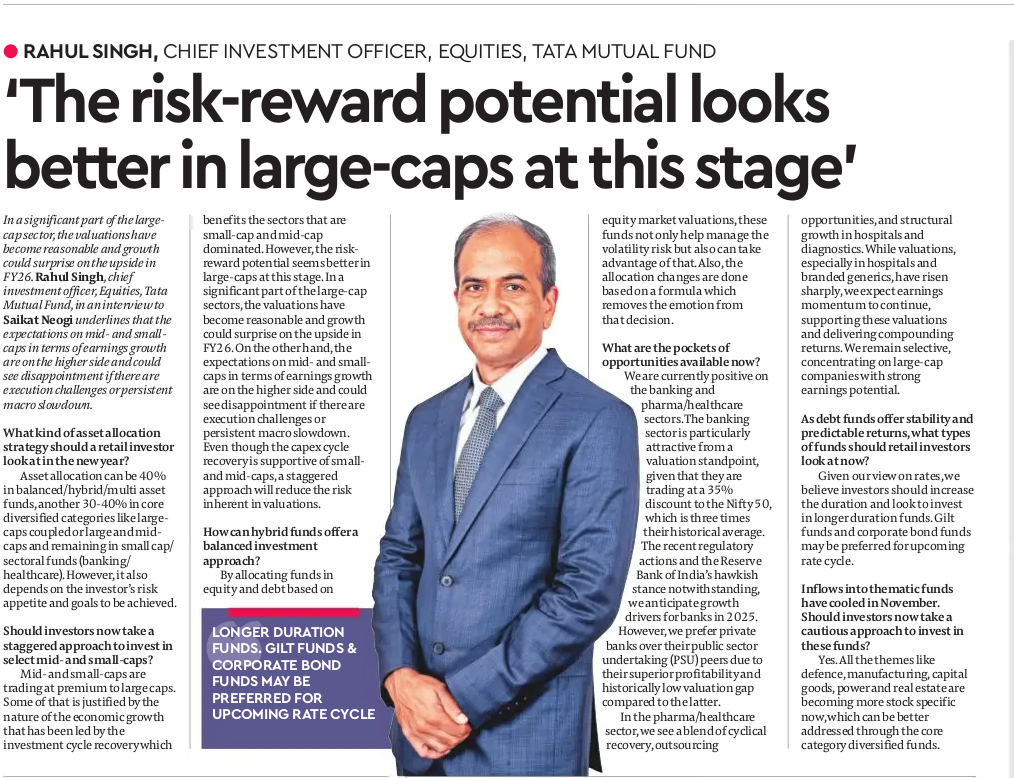 RAHUL SINGH, CHIEF INVESTMENT OFFICER, EQUITIES, TATA MUTUAL FUND
‘The risk-reward potential looks
better in large-caps at this stage’
In a significant part of the large-
cap sector, the valuations have
become reasonable and growth
could surprise on the upside in
FY26. Rahul Singh, chief
investment officer, Equities, Tata
Mutual Fund, in an interview to
Saikat Neogi underlines that the
expectations on mid- and small-
caps in terms of earnings growth
are on the higher side and could
see disappointment if there are
execution challenges or persistent
macro slowdown.
What kind of asset allocation
strategy should a retail investor
look at in the new year?
Asset allocation can be 40%
in balanced/hybrid/multi asset
funds, another 30-40% in core
diversified categories like large-
caps coupled or large and mid-
caps and remaining in small cap/
sectoral funds (banking/
healthcare). However, it also
depends on the investor's risk
appetite and goals to be achieved.
Should investors now take a
staggered approach to invest in
select mid- and small-caps?
Mid- and small-caps are
trading at premium to large caps.
Some of that is justified by the
nature of the economic growth
that has been led by the
investment cycle recovery which
benefits the sectors that are
small-cap and mid-cap
dominated. However, the risk-
reward potential seems better in
large-caps at this stage. In a
significant part of the large-cap
sectors, the valuations have
become reasonable and growth
could surprise on the upside in
FY26. On the other hand, the
expectations on mid- and small-
caps in terms of earnings growth
are on the higher side and could
see disappointment if there are
execution challenges or
persistent macro slowdown.
Even though the capex cycle
recovery is supportive of small-
and mid-caps, a staggered
approach will reduce the risk
inherent in valuations.
How can hybrid funds offer a
balanced investment
approach?
By allocating funds in
equity and debt based on
LONGER DURATION
FUNDS. GILT FUNDS &
CORPORATE BOND
FUNDS MAY BE
PREFERRED FOR
UPCOMING RATE CYCLE
equity market valuations, these
funds not only help manage the
volatility risk but also can take
advantage of that. Also, the
allocation changes are done
based on a formula which
removes the emotion from
that decision.
What are the pockets of
opportunities available now?
We are currently positive on
the banking and
pharma/healthcare
sectors. The banking
sector is particularly
attractive from a
valuation standpoint,
given that they are
trading at a 35%
discount to the Nifty 50,
which is three times
their historical average.
The recent regulatory
actions and the Reserve
Bank of India's hawkish
stance notwithstanding,
we anticipate growth
drivers for banks in 2025.
However, we prefer private
banks over their public sector
undertaking (PSU) peers due to
their superior profitability and
historically low valuation gap
compared to the latter.
In the pharma/healthcare
sector, we see a blend of cyclical
recovery, outsourcing
opportunities, and structural
growth in hospitals and
diagnostics. While valuations,
especially in hospitals and
branded generics, have risen
sharply, we expect earnings
momentum to continue,
supporting these valuations
and delivering compounding
returns. We remain selective,
concentrating on large-cap
companies with strong
earnings potential.
As debt funds offer stability and
predictable returns, what types
of funds should retail investors
look at now?
Given our view on rates, we
believe investors should increase
the duration and look to invest
in longer duration funds. Gilt
funds and corporate bond funds
may be preferred for upcoming
rate cycle.
Inflows into thematic funds
have cooled in November.
Should investors now take a
cautious approach to invest in
these funds?
Yes. All the themes like
defence, manufacturing, capital
goods, power and real estate are
becoming more stock specific
now, which can be better
addressed through the core
category diversified funds.